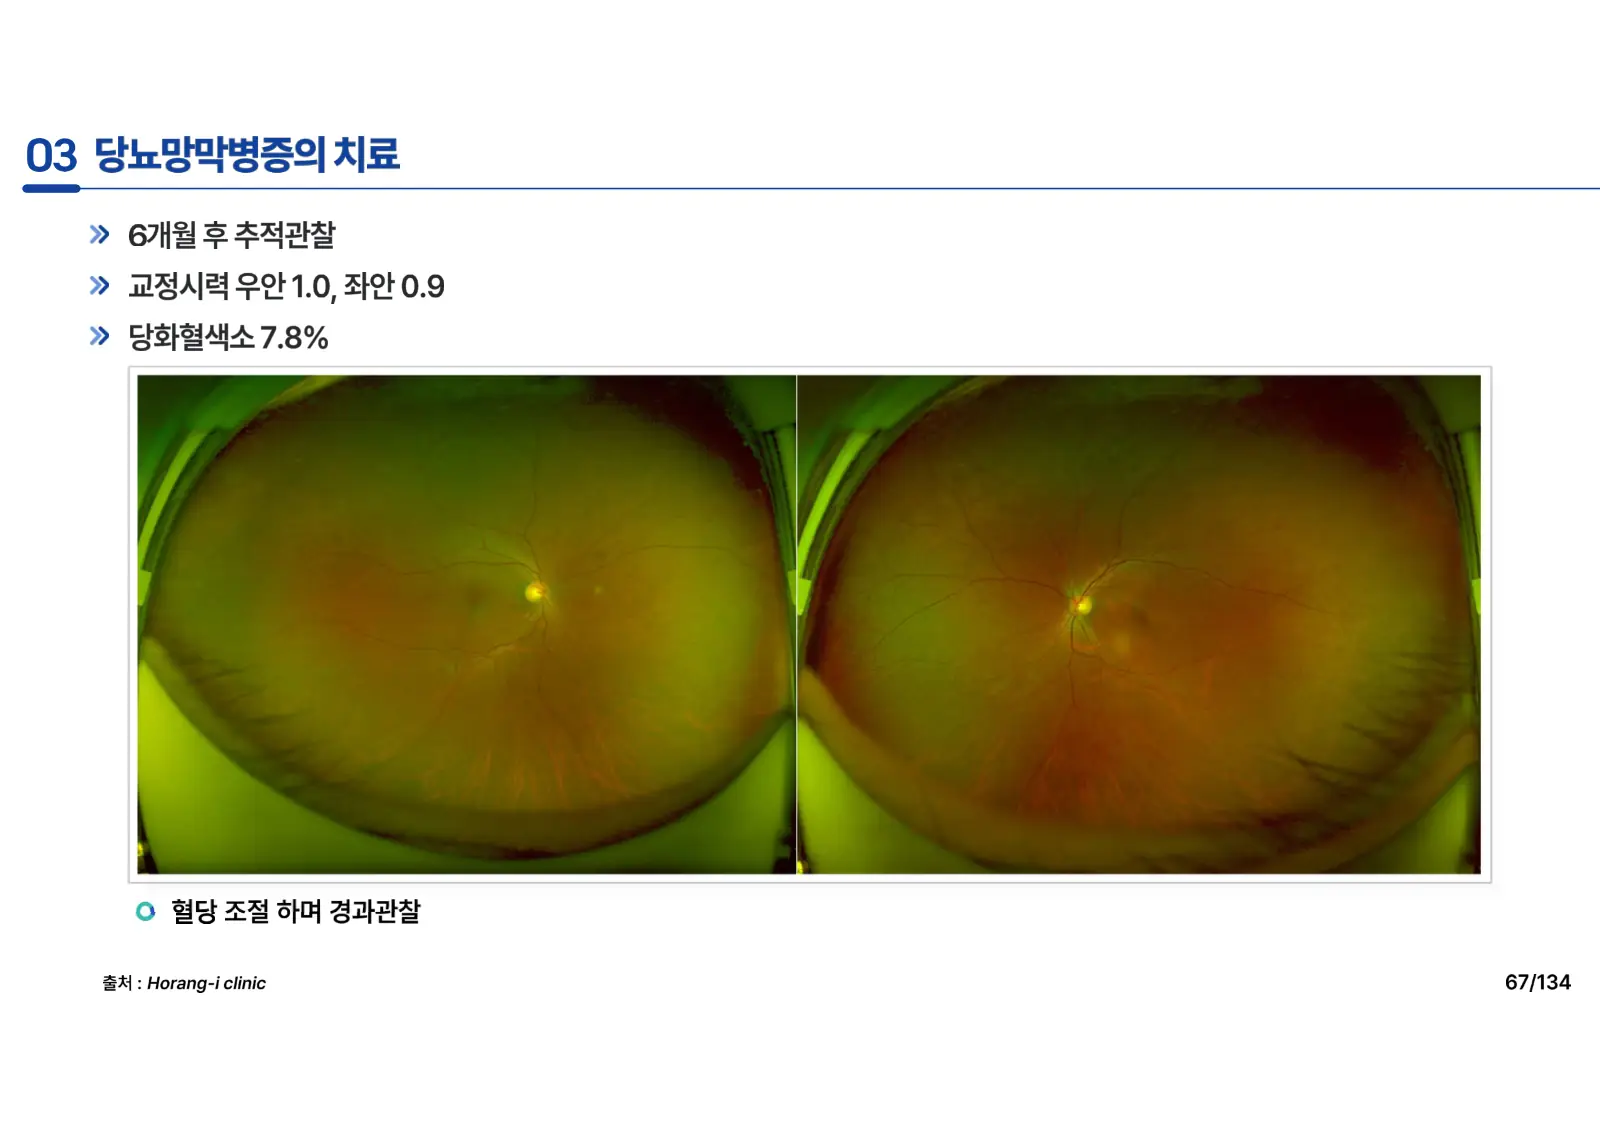 03 당뇨망막병증의 치료
6개월 후 추적관찰
교정시력 우안 1.0, 좌안 0.9
당화혈색소 7.8%
혈당 조절 하며 경과관찰
출처 : Horang-i clinic
67/134